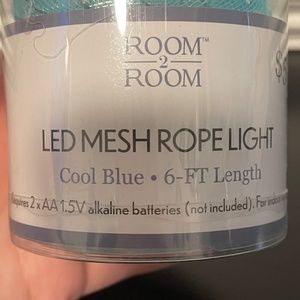 ROOM™
2
ROOM
$
LED MESH ROPE LIGHT
Cool Blue • 6-FT Length
Requires 2 x AA 1.5V alkaline batteries (not included). For indoor